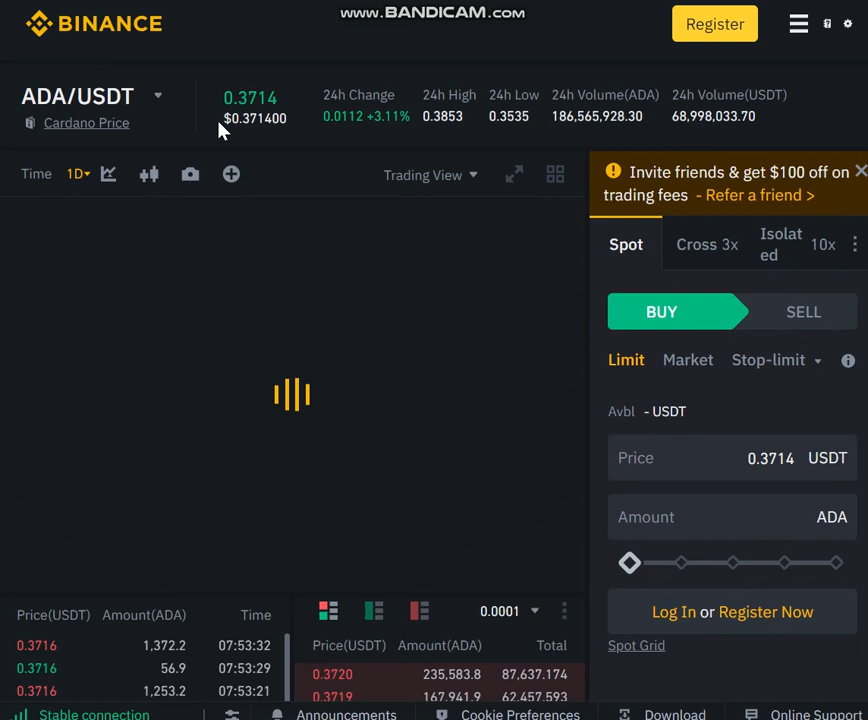 www.BANDICAM.com
BINANCE
Register
ADA/USDT
Cardano Price
0.3714
$0.371400
24h Change
0.0112 +3.11%
24h High
0.3853
24h Low
0.3535
24h Volume(ADA)
186,565,928.30
24h Volume(USDT)
68,998,033.70
Time 1D
Trading View
Invite friends & get $100 off on
trading fees - Refer a friend >
Spot
Cross 3x
Isolat
ed
10x
BUY
SELL
Limit Market Stop-limit
Avbl - USDT
Price 0.3714 USDT
Amount ADA
Log In or Register Now
Spot Grid
Price(USDT) Amount(ADA) Time
0.3716 1,372.2 07:53:32
0.3716 56.9 07:53:29
0.3716 1,253.2 07:53:21
0.0001
Price(USDT) Amount(ADA) Total
0.3720 235,583.8 87,637.174
0.3719 167,941.9 62,457.593
Stable connection
Announcements
Cookie Preferences
Download
Online Support